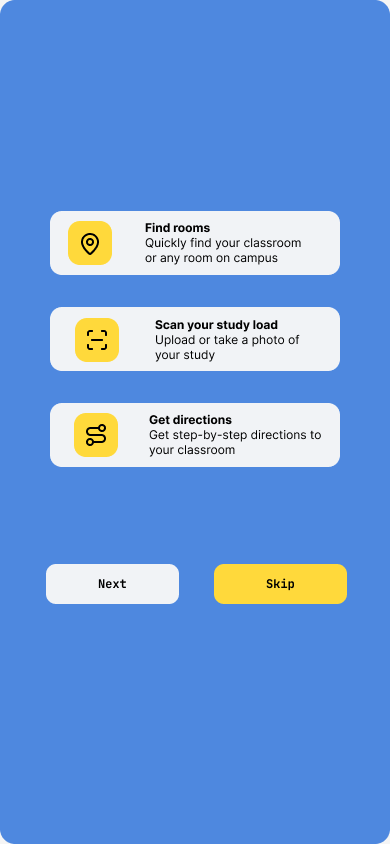 Find rooms
Quickly find your classroom
or any room on campus
Scan your study load
Upload or take a photo of
your study
Get directions
Get step-by-step directions to
your classroom
Next
Skip